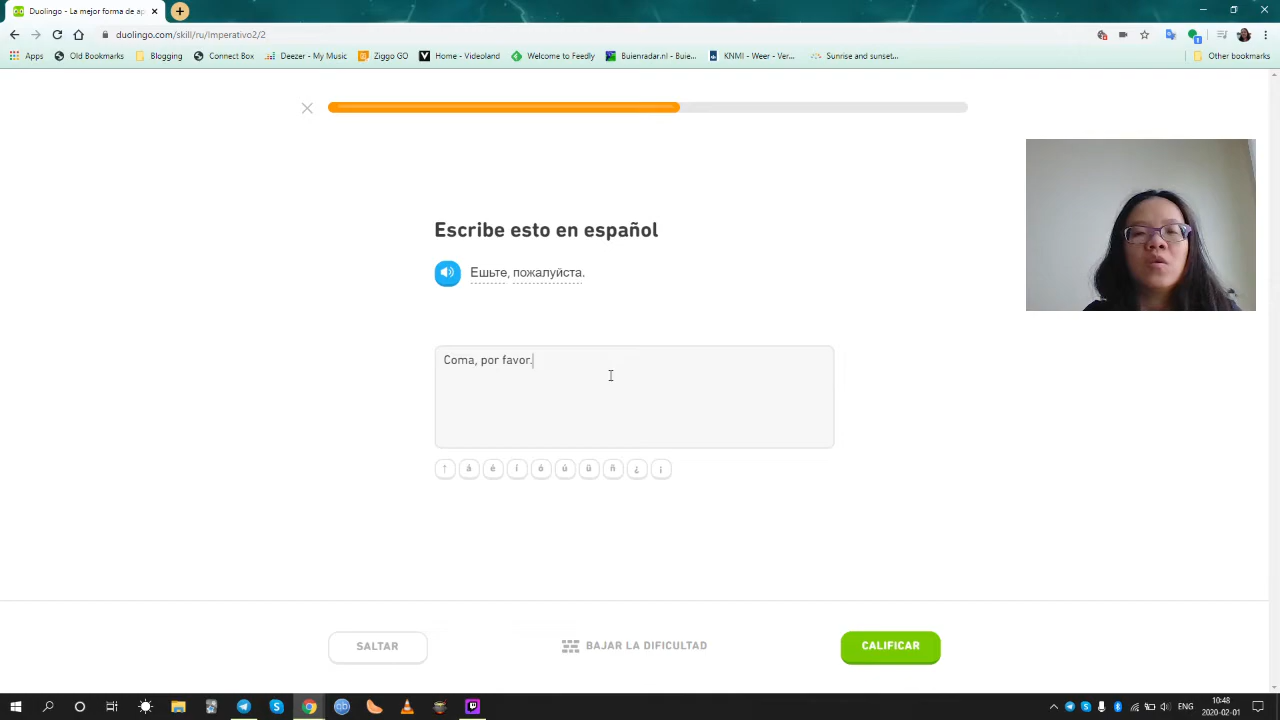 Duolingo - La mejor forma de ap
duolingo.com/skill/ru/Imperativo2/2
Apps Old Bookmarks Blogging Connect Box Deezer - My Music Ziggo GO Home - Videoland Welcome to Feedly Buienradar.nl - Buie... KNMI - Weer - Ver... Sunrise and sunset... Other bookmarks
Escribe esto en español
Ешьте, пожалуйста.
Coma, por favor.
↑ á é í ó ú ü ñ ¿ ¡
SALTAR BAJAR LA DIFICULTAD CALIFICAR
ENG 10:48
2020-02-01